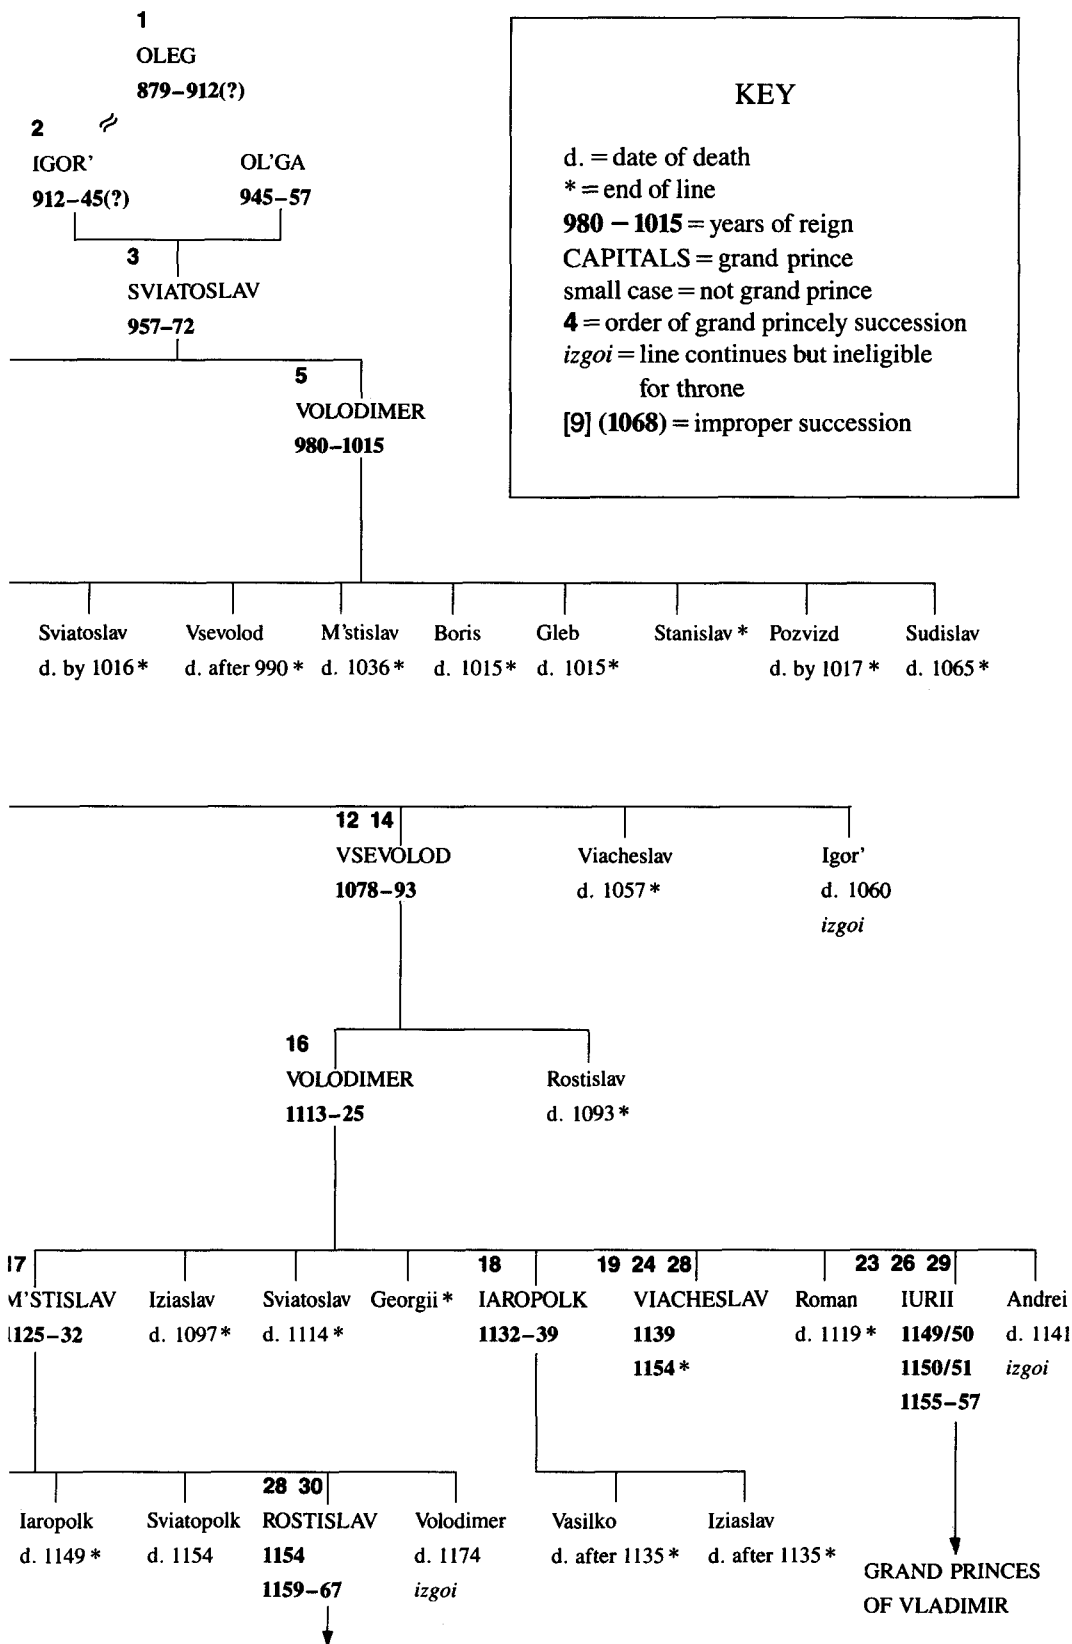 1
OLEG
879–912(?)
2
IGOR'
912–45(?)
OL'GA
945–57
3
SVIATOSLAV
957–72
5
VOLODIMER
980–1015
KEY
d. = date of death
* = end of line
980 – 1015 = years of reign
CAPITALS = grand prince
small case = not grand prince
4 = order of grand princely succession
izgoi = line continues but ineligible
for throne
[9] (1068) = improper succession
Sviatoslav
d. by 1016 *
Vsevolod
d. after 990 *
M'stislav
d. 1036 *
Boris
d. 1015 *
Gleb
d. 1015 *
Stanislav *
Pozvizd
d. by 1017 *
Sudislav
d. 1065 *
12 14
VSEVOLOD
1078–93
Viacheslav
d. 1057 *
Igor'
d. 1060
izgoi
16
VOLODIMER
1113–25
Rostislav
d. 1093 *
17
M'STISLAV
1125–32
Iziaslav
d. 1097 *
Sviatoslav
d. 1114 *
Georgii *
18
IAROPOLK
1132–39
19 24 28
VIACHESLAV
1139
1154 *
Roman
d. 1119 *
23 26 29
IURII
1149/50
1150/51
1155–57
Andrei
d. 1141
izgoi
Iaropolk
d. 1149 *
Sviatopolk
d. 1154
28 30
ROSTISLAV
1154
1159–67
Volodimer
d. 1174
izgoi
Vasilko
d. after 1135 *
Iziaslav
d. after 1135 *
GRAND PRINCES
OF VLADIMIR